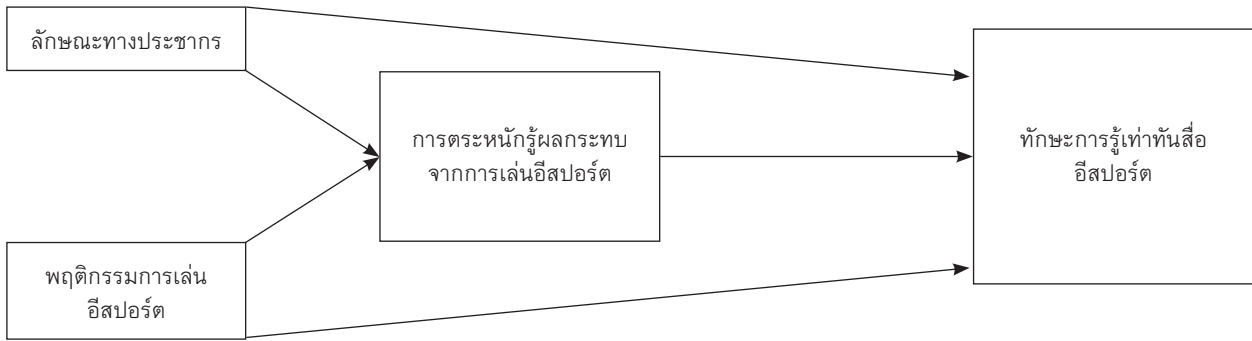 ลักษณะทางประชากร
การตระหนักรู้ผลกระทบ
จากการเล่นอีสปอร์ต
ทักษะการรู้เท่าทันสื่อ
อีสปอร์ต
พฤติกรรมการเล่น
อีสปอร์ต